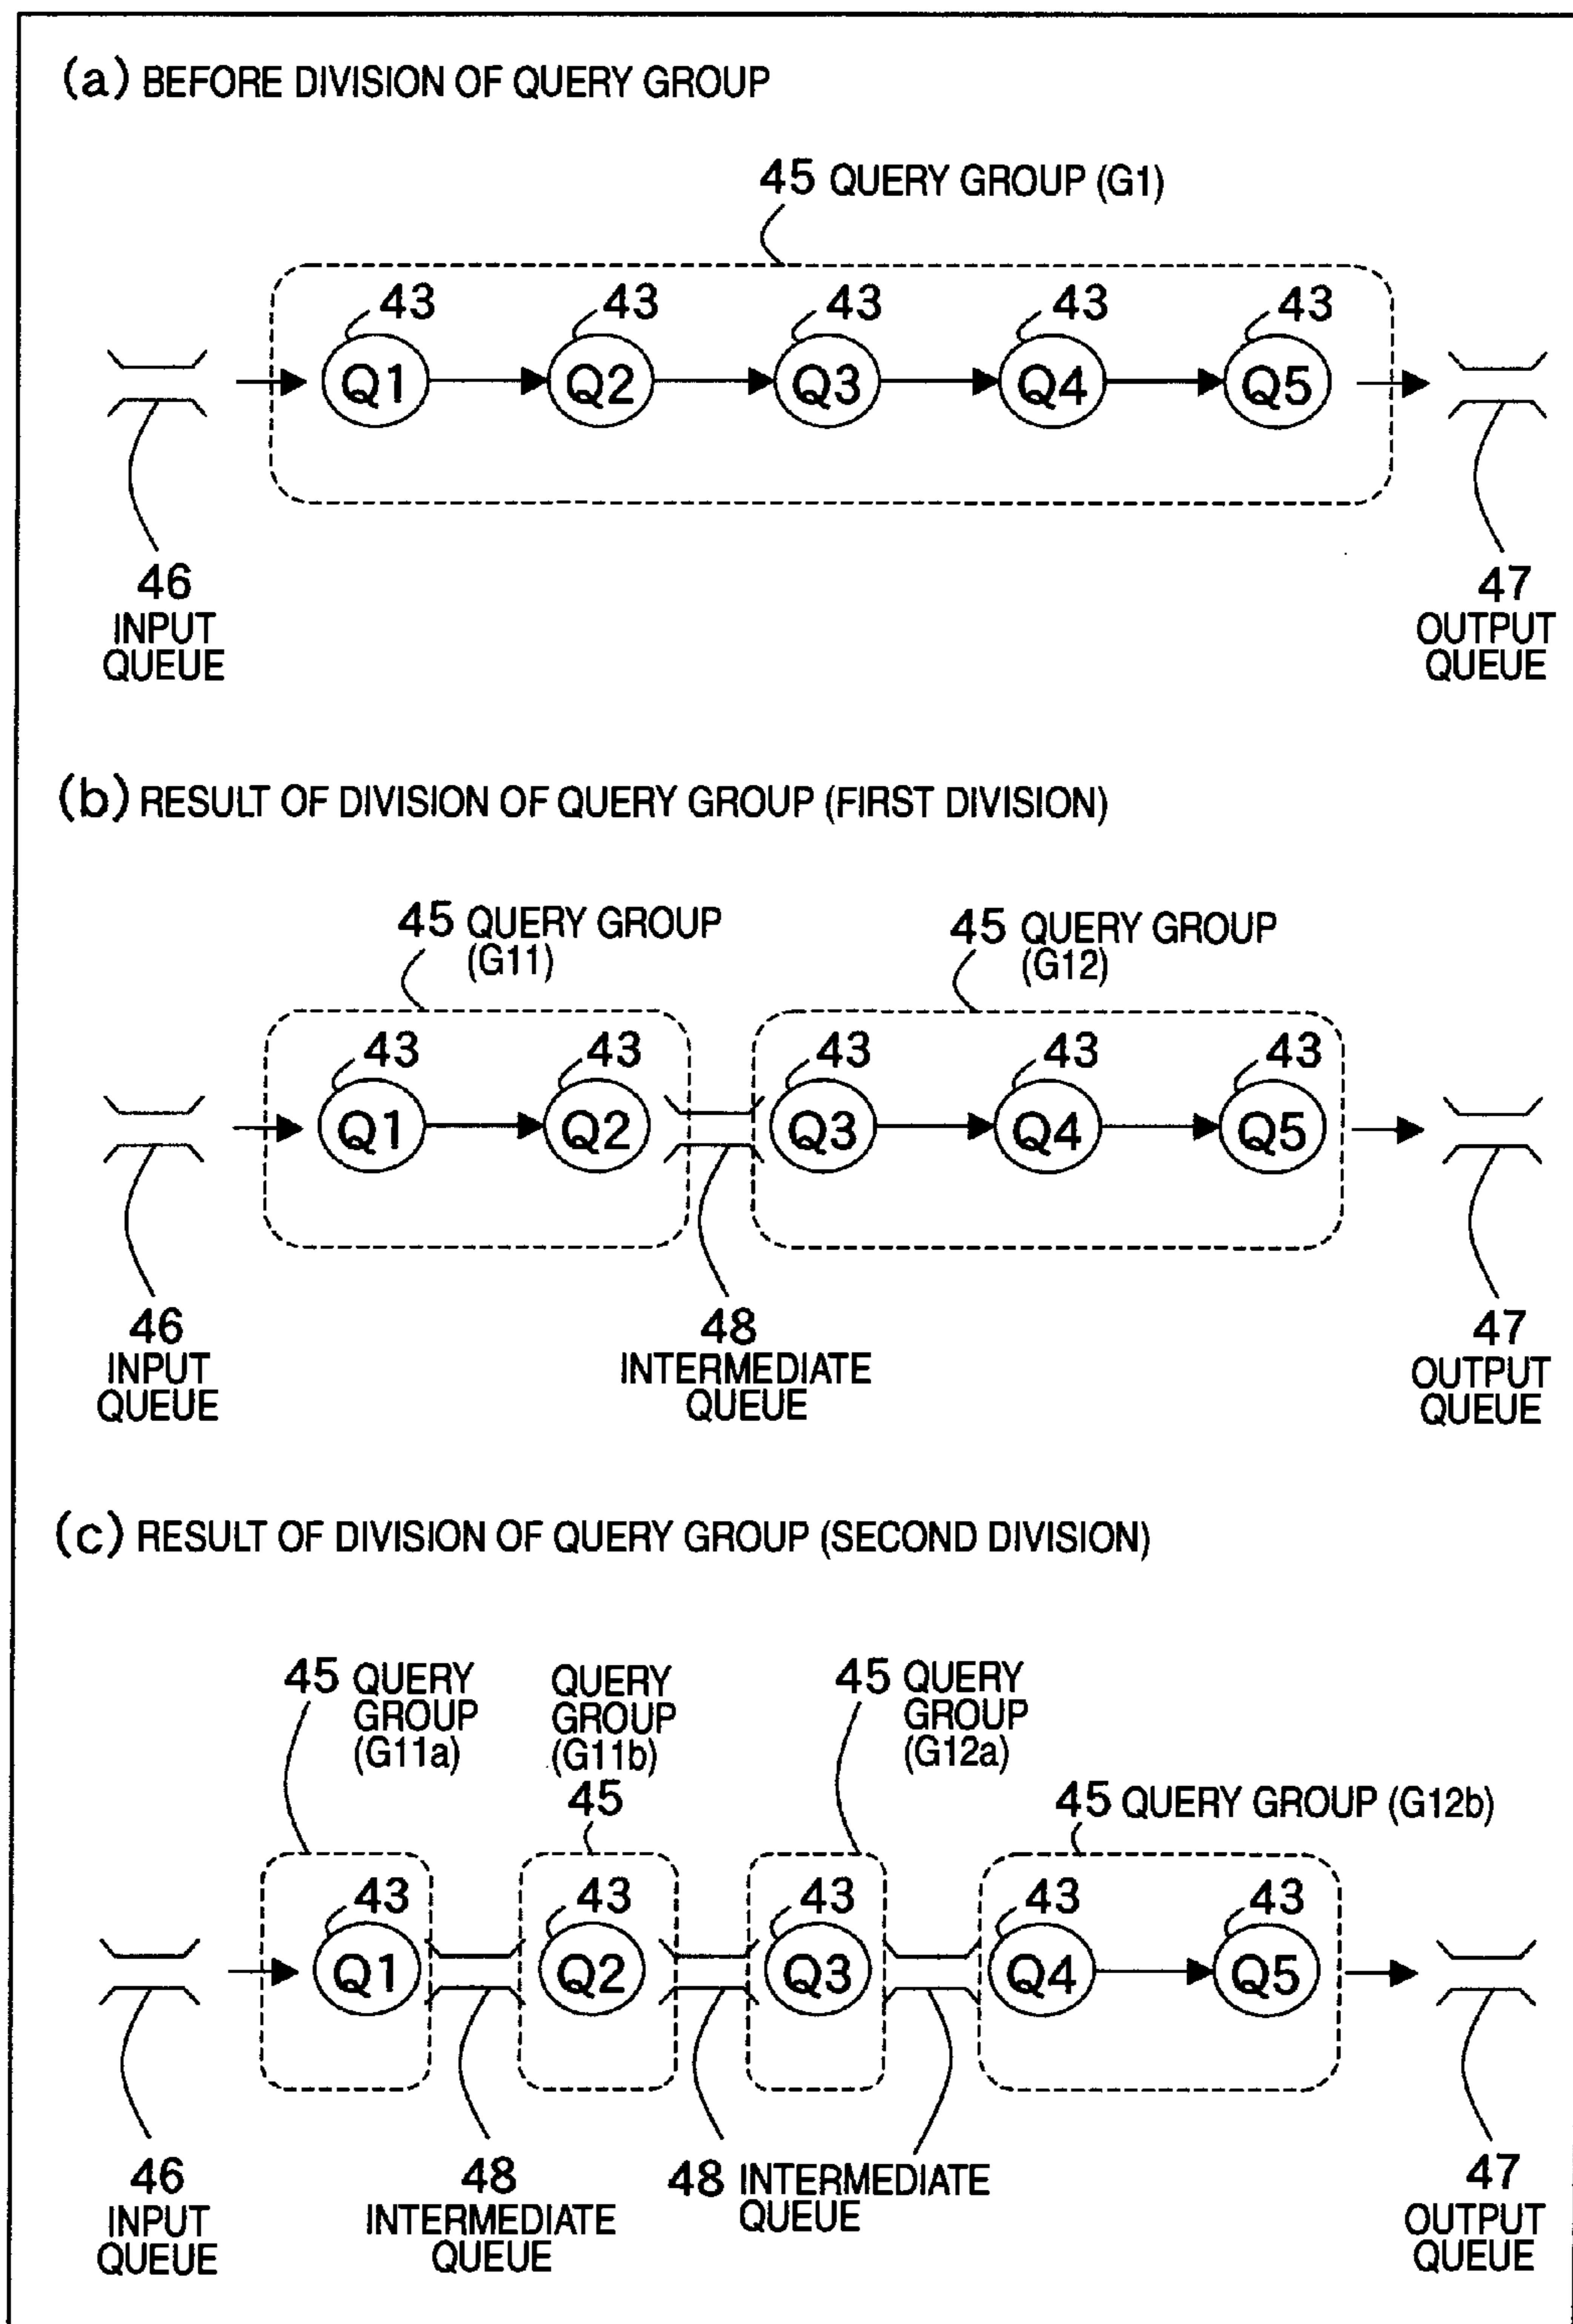 (a) BEFORE DIVISION OF QUERY GROUP
45 QUERY GROUP (G1)
43 43 43 43 43
Q1 Q2 Q3 Q4 Q5
46
INPUT
QUEUE
47
OUTPUT
QUEUE
(b) RESULT OF DIVISION OF QUERY GROUP (FIRST DIVISION)
45 QUERY GROUP
(G11)
45 QUERY GROUP
(G12)
43 43 43 43 43
Q1 Q2 Q3 Q4 Q5
46
INPUT
QUEUE
48
INTERMEDIATE
QUEUE
47
OUTPUT
QUEUE
(c) RESULT OF DIVISION OF QUERY GROUP (SECOND DIVISION)
45 QUERY
GROUP
(G11a)
QUERY
GROUP
(G11b)
45
45 QUERY
GROUP
(G12a)
45 QUERY GROUP (G12b)
43 43 43 43 43
Q1 Q2 Q3 Q4 Q5
46
INPUT
QUEUE
48
INTERMEDIATE
QUEUE
48 INTERMEDIATE
QUEUE
47
OUTPUT
QUEUE